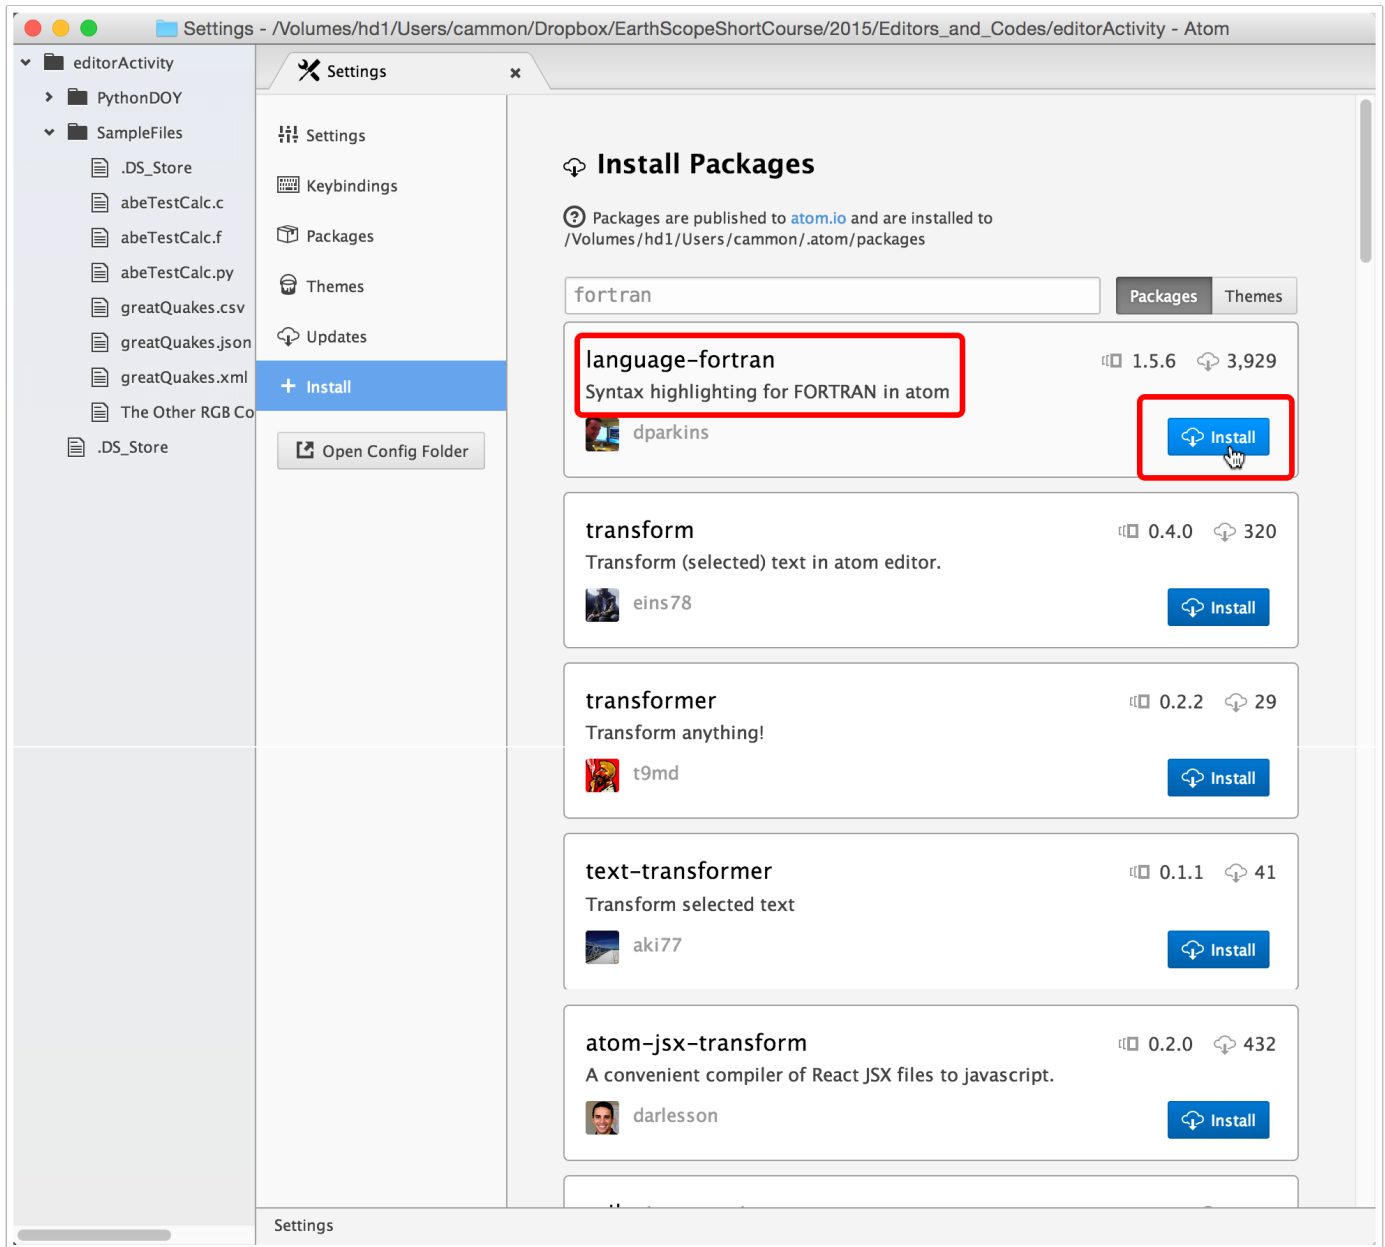 Settings - /Volumes/hd1/Users/cammon/Dropbox/EarthScopeShortCourse/2015/Editors_and_Codes/editorActivity - Atom
editorActivity
PythonDOY
SampleFiles
.DS_Store
abeTestCalc.c
abeTestCalc.f
abeTestCalc.py
greatQuakes.csv
greatQuakes.json
greatQuakes.xml
The Other RGB Co
.DS_Store
Settings
Settings
Keybindings
Packages
Themes
Updates
Install
Open Config Folder
Install Packages
Packages are published to atom.io and are installed to
/Volumes/hd1/Users/cammon/.atom/packages
fortran
Packages Themes
language-fortran 1.5.6 3,929
Syntax highlighting for FORTRAN in atom
dparkins Install
transform 0.4.0 320
Transform (selected) text in atom editor.
eins78 Install
transformer 0.2.2 29
Transform anything!
t9md Install
text-transformer 0.1.1 41
Transform selected text
aki77 Install
atom-jsx-transform 0.2.0 432
A convenient compiler of React JSX files to javascript.
darlesson Install
Settings